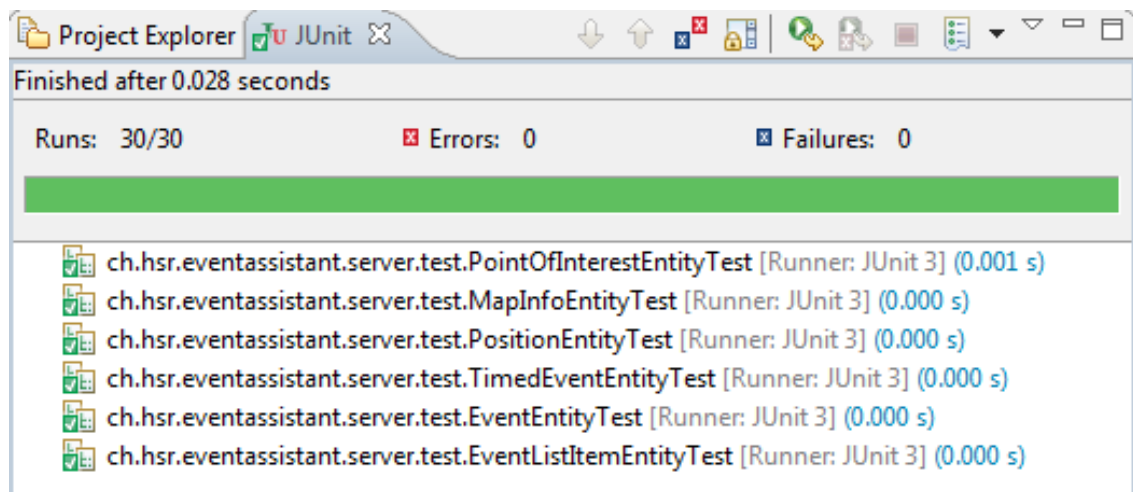 Project Explorer JU JUnit
Finished after 0.028 seconds
Runs: 30/30 Errors: 0 Failures: 0
ch.hsr.eventassistant.server.test.PointOfInterestEntityTest [Runner: JUnit 3] (0.001 s)
ch.hsr.eventassistant.server.test.MapInfoEntityTest [Runner: JUnit 3] (0.000 s)
ch.hsr.eventassistant.server.test.PositionEntityTest [Runner: JUnit 3] (0.000 s)
ch.hsr.eventassistant.server.test.TimedEventEntityTest [Runner: JUnit 3] (0.000 s)
ch.hsr.eventassistant.server.test.EventEntityTest [Runner: JUnit 3] (0.000 s)
ch.hsr.eventassistant.server.test.EventListItemEntityTest [Runner: JUnit 3] (0.000 s)